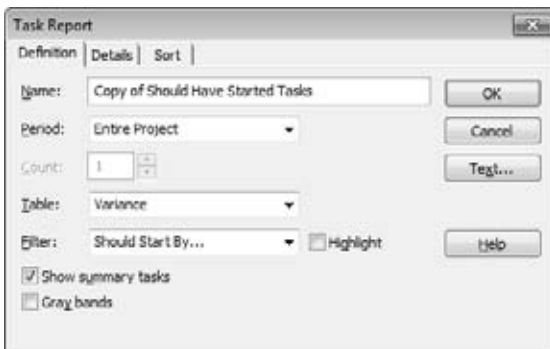 Task Report
Definition Details Sort
Name: Copy of Should Have Started Tasks OK
Period: Entire Project Cancel
Count: 1 Text...
Table: Variance
Filter: Should Start By... Highlight Help
Show summary tasks
Gray bands